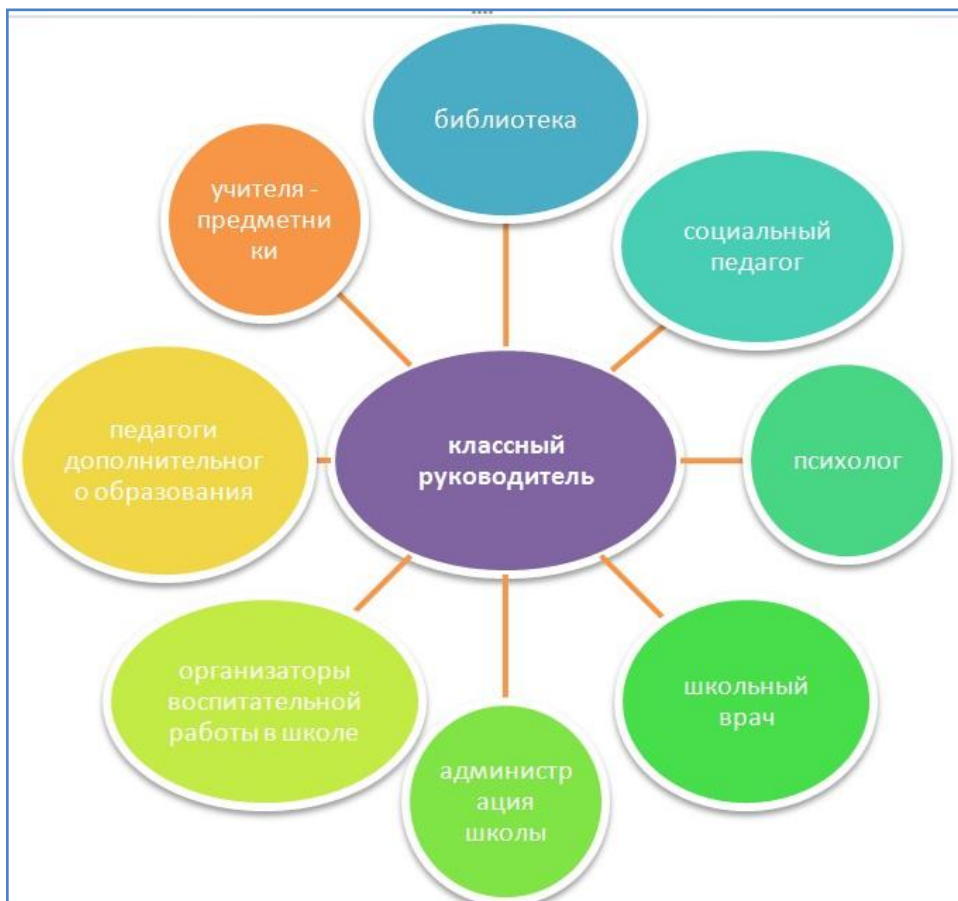 библиотека
учителя -
предметни
ки
социальный
педагог
педагоги
дополнительног
о образования
классный
руководитель
психолог
организаторы
воспитательной
работы в школе
школьный
врач
администр
ация
школы